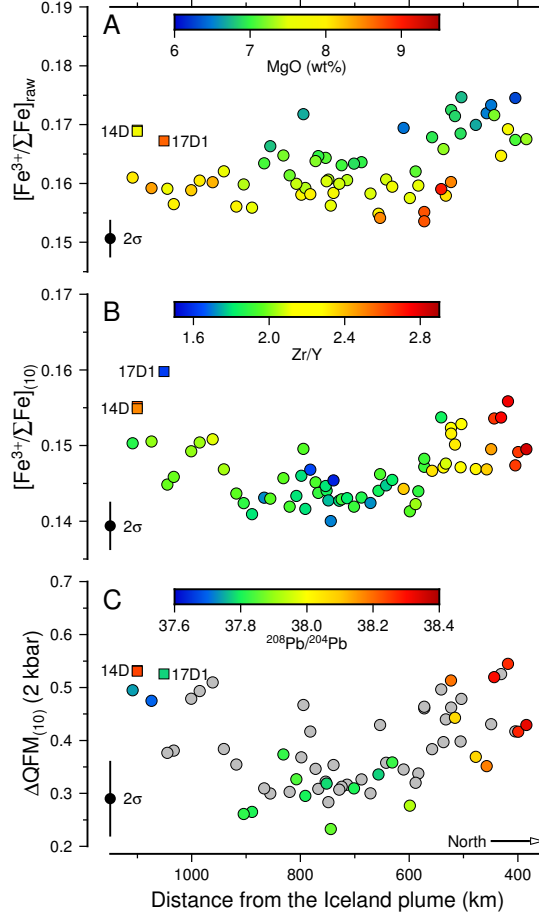 0.19
0.18
0.17
0.16
0.15
[Fe³⁺/ΣFe]raw
A
6 7 8 9
MgO (wt%)
14D
17D1
2σ
0.17
0.16
0.15
0.14
[Fe³⁺/ΣFe](10)
B
1.6 2.0 2.4 2.8
Zr/Y
17D1
14D
2σ
0.7
0.6
0.5
0.4
0.3
0.2
ΔQFM(10) (2 kbar)
C
37.6 37.8 38.0 38.2 38.4
²⁰⁸Pb/²⁰⁴Pb
14D
17D1
2σ
North
1000 800 600 400
Distance from the Iceland plume (km)